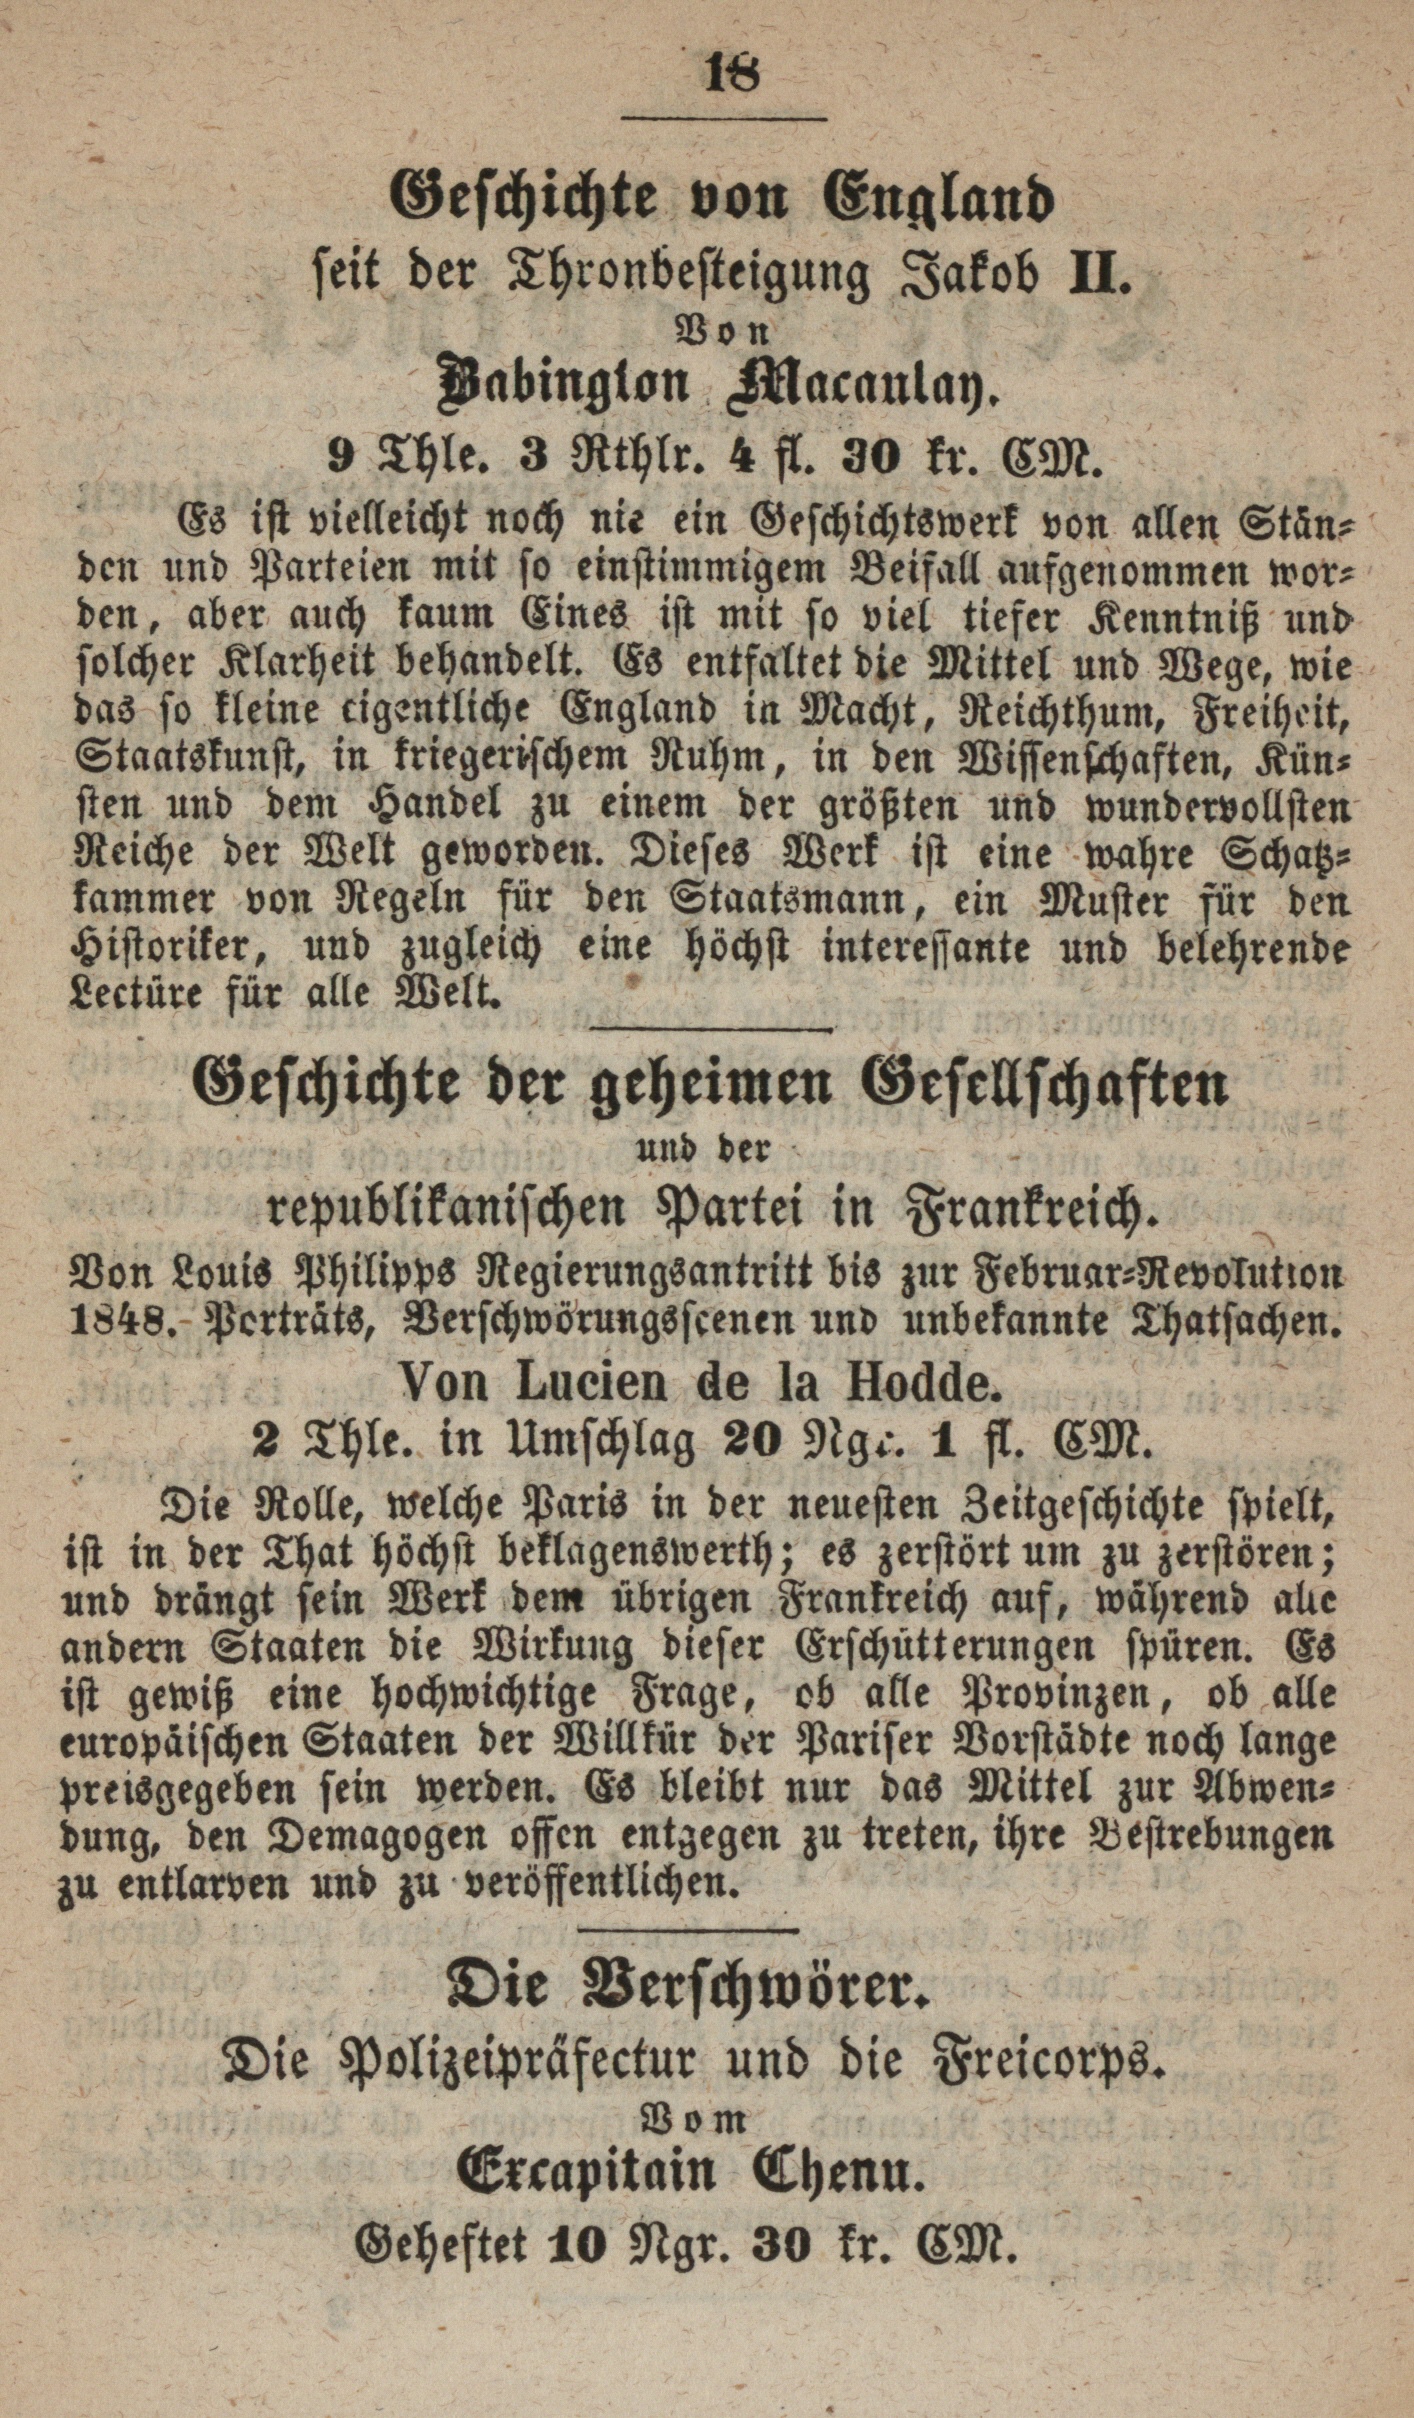 18
Geschichte von England
seit der Thronbesteigung Jakob II.
Von
Babington Macaulay.
9 Thle. 3 Rthlr. 4 fl. 30 kr. CM.
Es ist vielleicht noch nie ein Geschichtswerk von allen Stän-
den und Parteien mit so einstimmigem Beifall aufgenommen wor-
den, aber auch kaum Eines ist mit so viel tiefer Kenntniß und
solcher Klarheit behandelt. Es entfaltet die Mittel und Wege, wie
das so kleine eigentliche England in Macht, Reichthum, Freiheit,
Staatskunst, in kriegerischem Ruhm, in den Wissenschaften, Kün-
sten und dem Handel zu einem der größten und wundervollsten
Reiche der Welt geworden. Dieses Werk ist eine wahre Schatz-
kammer von Regeln für den Staatsmann, ein Muster für den
Historiker, und zugleich eine höchst interessante und belehrende
Lectüre für alle Welt.
Geschichte der geheimen Gesellschaften
und der
republikanischen Partei in Frankreich.
Von Louis Philipps Regierungsantritt bis zur Februar-Revolution
1848. Porträts, Verschwörungsscenen und unbekannte Thatsachen.
Von Lucien de la Hodde.
2 Thle. in Umschlag 20 Ngr. 1 fl. CM.
Die Rolle, welche Paris in der neuesten Zeitgeschichte spielt,
ist in der That höchst beklagenswerth; es zerstört um zu zerstören;
und drängt sein Werk dem übrigen Frankreich auf, während alle
andern Staaten die Wirkung dieser Erschütterungen spüren. Es
ist gewiß eine hochwichtige Frage, ob alle Provinzen, ob alle
europäischen Staaten der Willkür der Pariser Vorstädte noch lange
preisgegeben sein werden. Es bleibt nur das Mittel zur Abwen-
dung, den Demagogen offen entgegen zu treten, ihre Bestrebungen
zu entlarven und zu veröffentlichen.
Die Verschwörer.
Die Polizeipräfectur und die Freicorps.
Vom
Excapitain Chenu.
Geheftet 10 Ngr. 30 kr. CM.